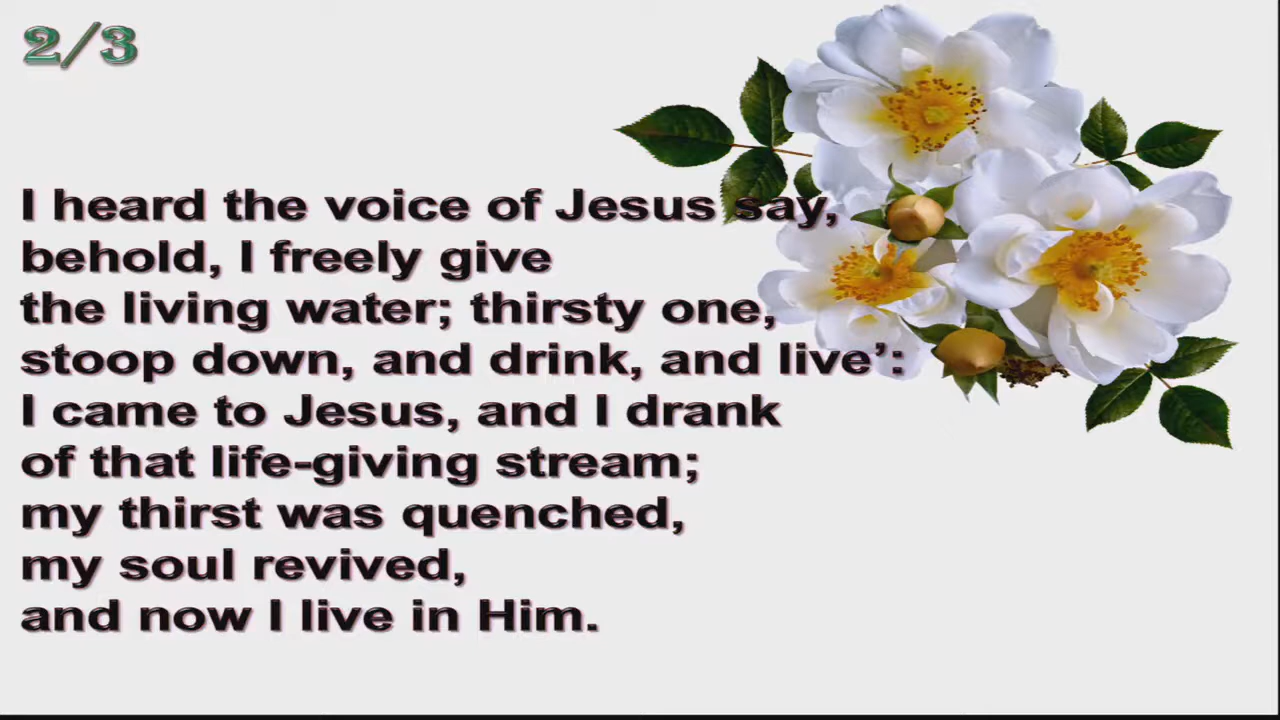 2/3
I heard the voice of Jesus say,
behold, I freely give
the living water; thirsty one,
stoop down, and drink, and live’:
I came to Jesus, and I drank
of that life-giving stream;
my thirst was quenched,
my soul revived,
and now I live in Him.